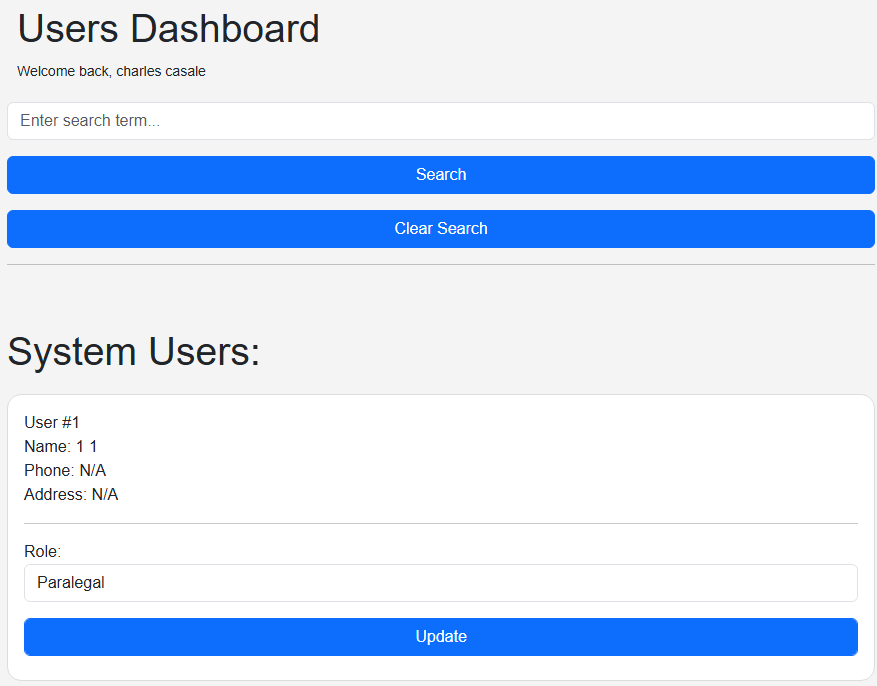 Users Dashboard
Welcome back, charles casale
Enter search term...
Search
Clear Search
System Users:
User #1
Name: 1 1
Phone: N/A
Address: N/A
Role:
Paralegal
Update